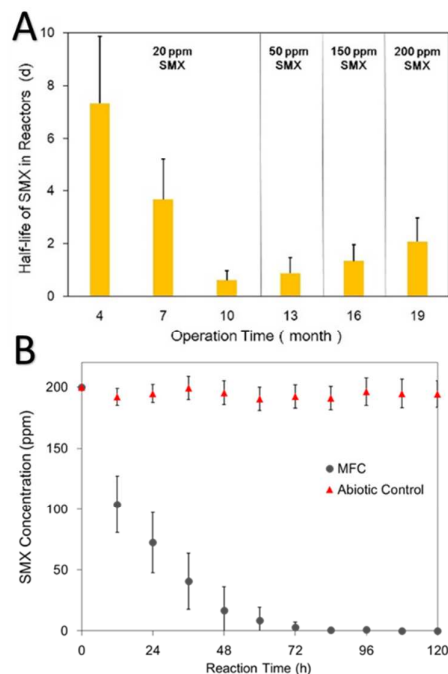 A
20 ppm SMX
50 ppm SMX
150 ppm SMX
200 ppm SMX
Half-life of SMX in Reactors (d)
10
8
6
4
2
0
4 7 10 13 16 19
Operation Time ( month )
B
SMX Concentration (ppm)
200
150
100
50
0
MFC
Abiotic Control
0 24 48 72 96 120
Reaction Time (h)